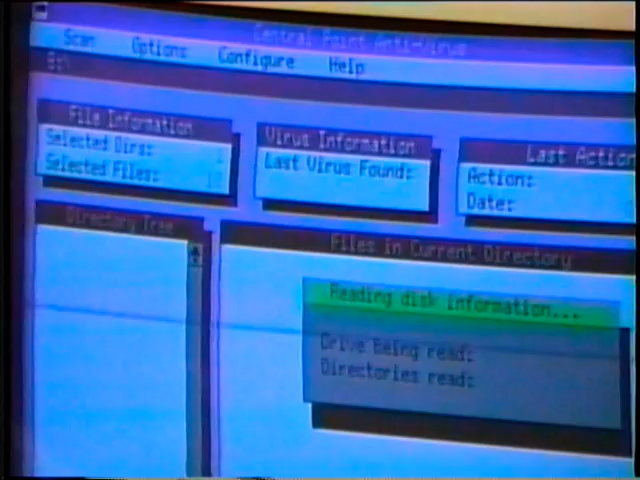 Central Point Anti-Virus
Scan Options Configure Help
File Information
Selected Dirs:
Selected Files:
Virus Information
Last Virus Found:
Last Action
Action:
Date:
Directory Tree
Files in Current Directory
Reading disk information...
Drive being read:
Directories read: